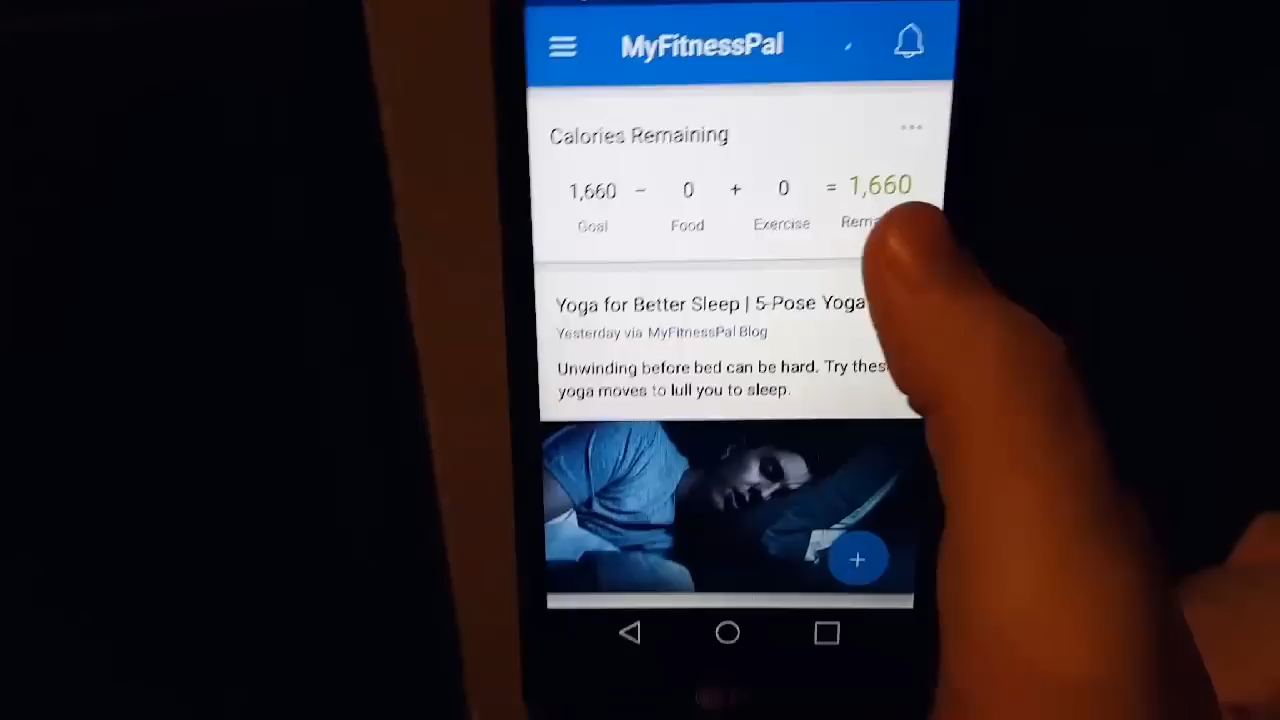 MyFitnessPal
Calories Remaining
1,660 - 0 + 0 = 1,660
Goal Food Exercise
Yoga for Better Sleep | 5-Pose Yoga
Yesterday via MyFitnessPal Blog
Unwinding before bed can be hard. Try
yoga moves to lull you to sleep.
+